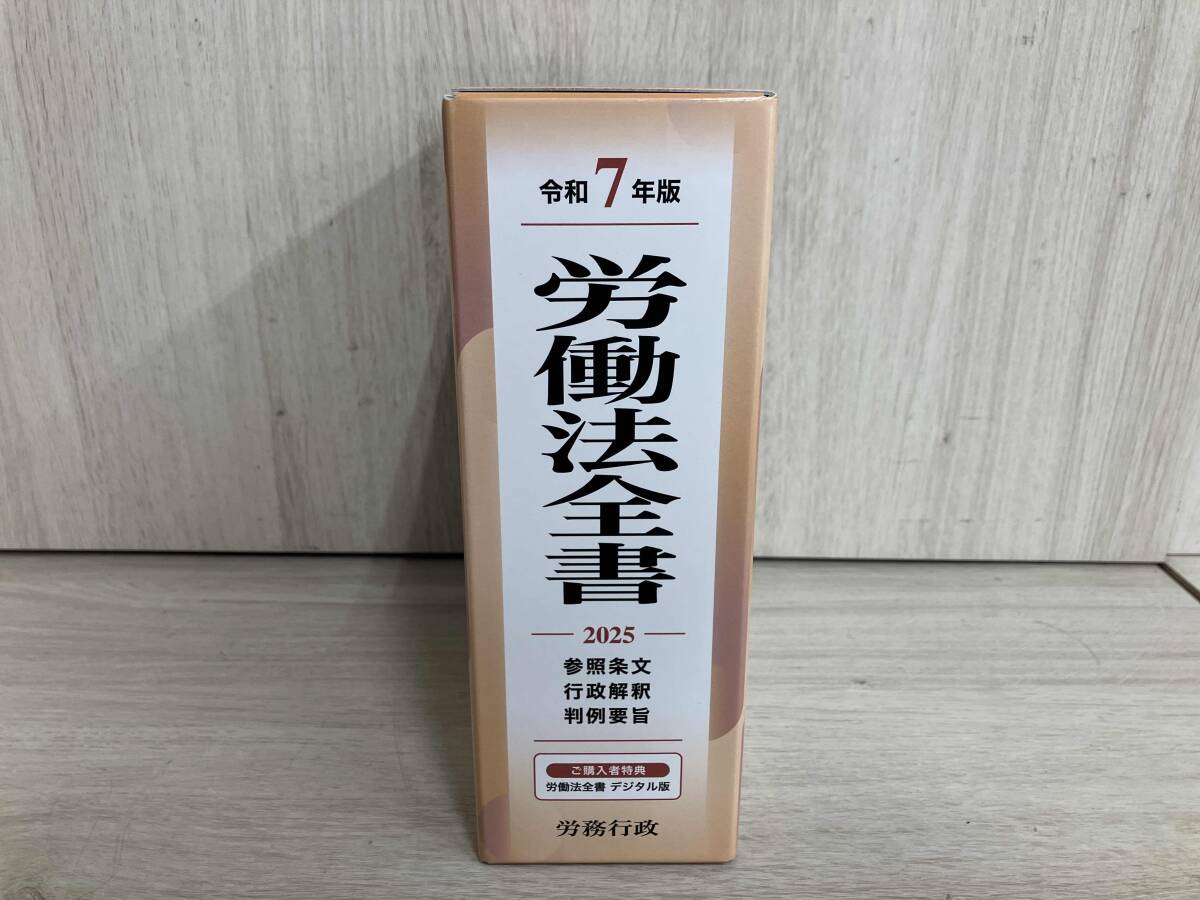 令和7年版
労働法全書
2025
参照条文
行政解釈
判例要旨
ご購入者特典
労働法全書 デジタル版
労務行政